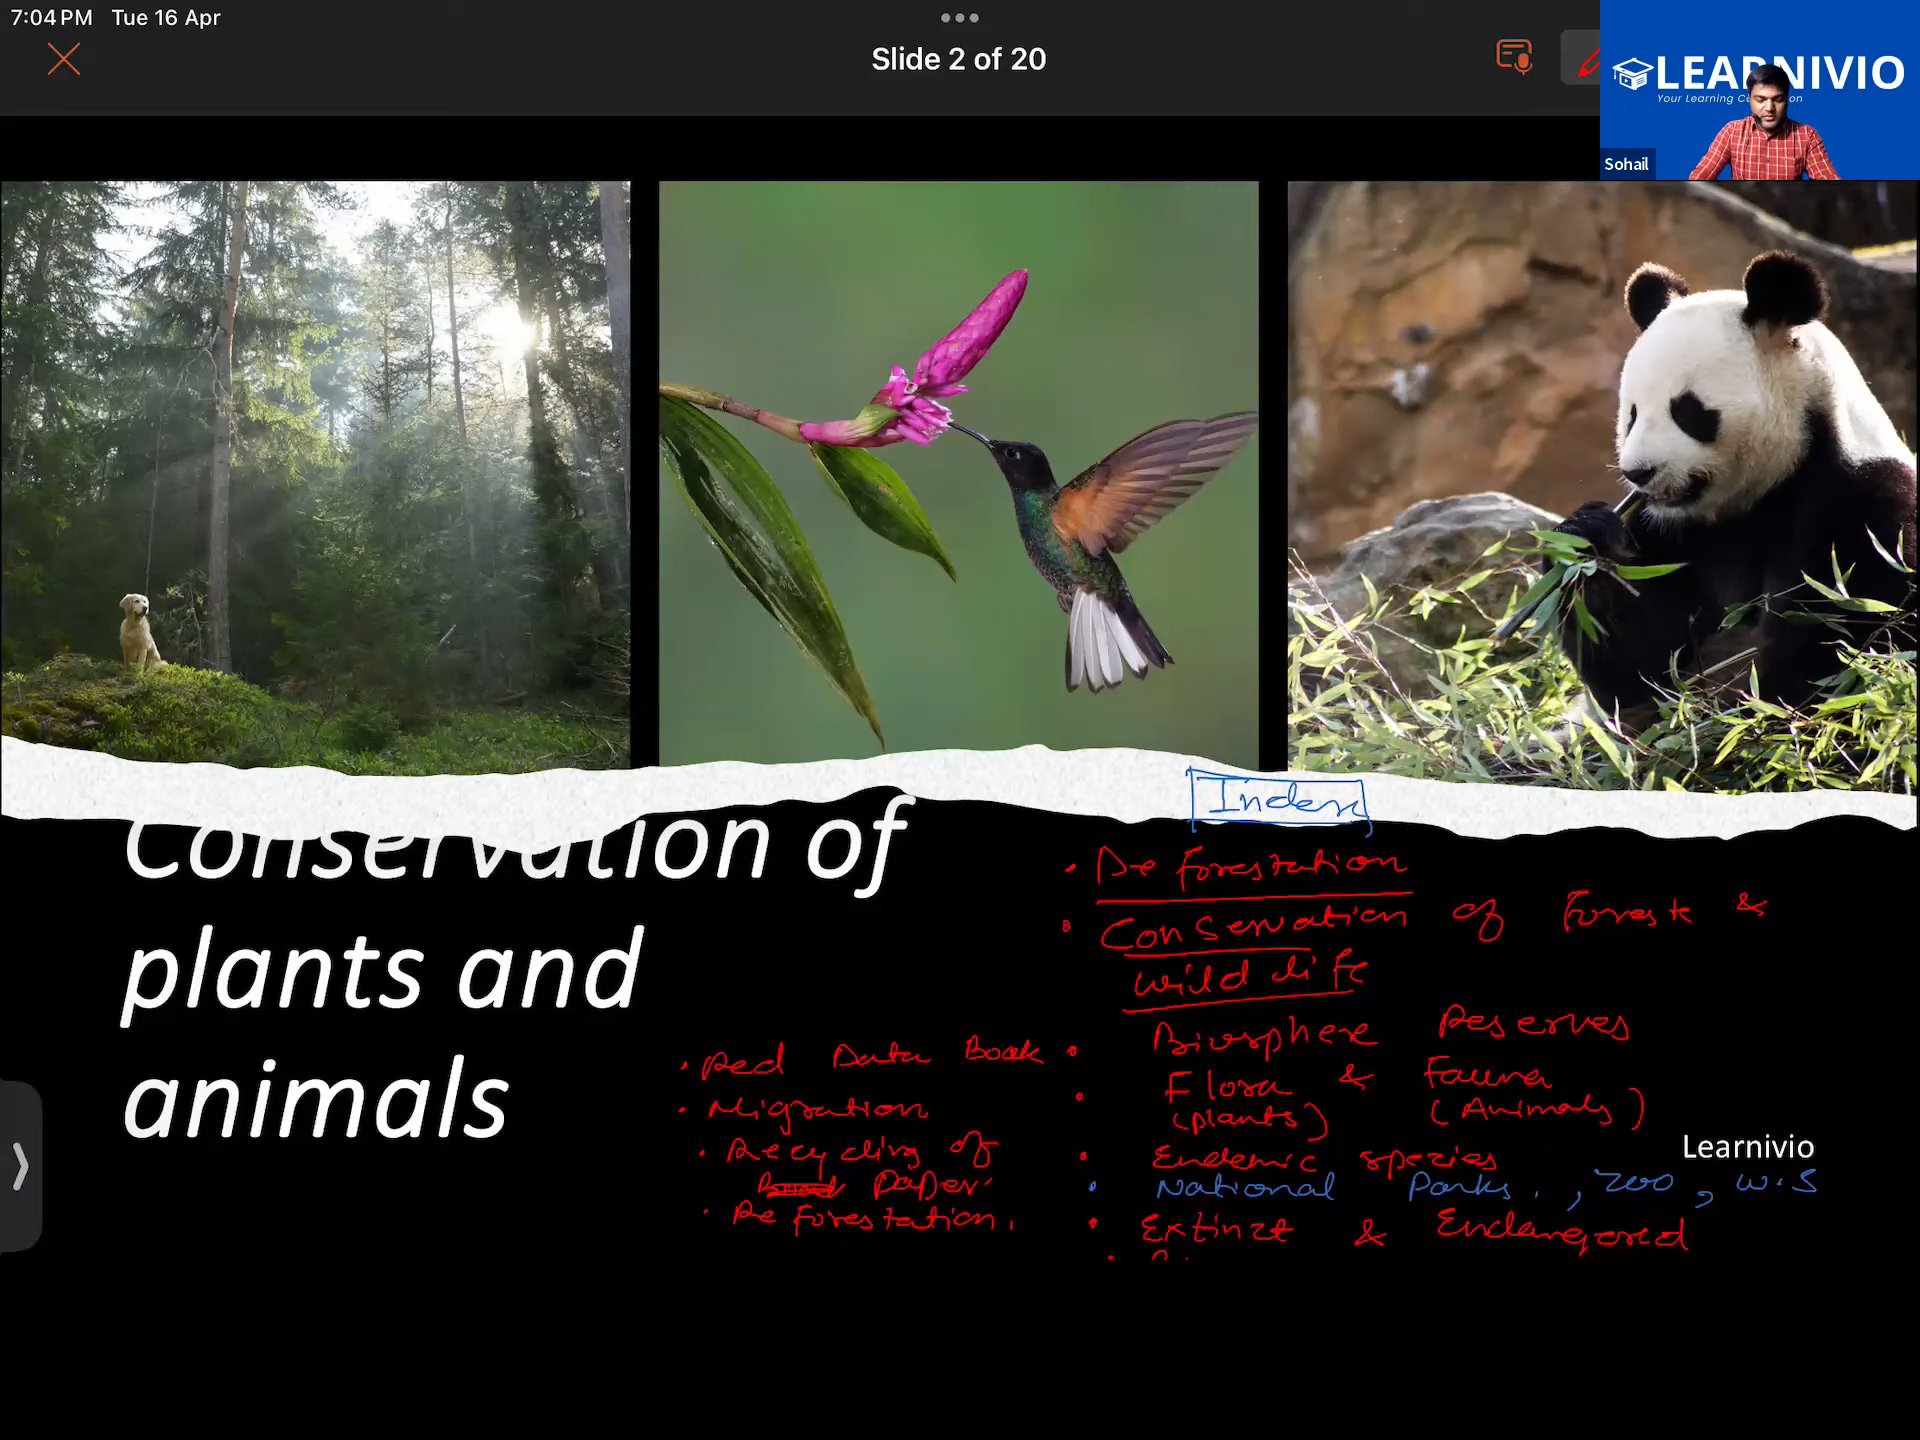 7:04 PM Tue 16 Apr
Slide 2 of 20
LEARNIVIO
Your Learning
Sohail
Conservation of
plants and
animals
Index
• De forestation
• Conservation of Forest &
wild life
• Biosphere Reserves
• Flora & Fauna
(plants) (Animals)
• Endemic species
• National Parks. , zoo, W.S
• Extinct & Endangered
• Red Data Book
• Migration
• Recycling of
Paper
• Re forestation.
Learnivio